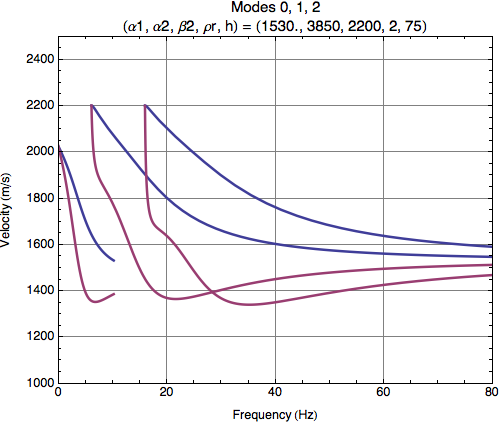 Modes 0, 1, 2
(α1, α2, β2, ρr, h) = (1530., 3850, 2200, 2, 75)
2400
2200
2000
1800
1600
1400
1200
1000
Velocity (m/s)
0 20 40 60 80
Frequency (Hz)